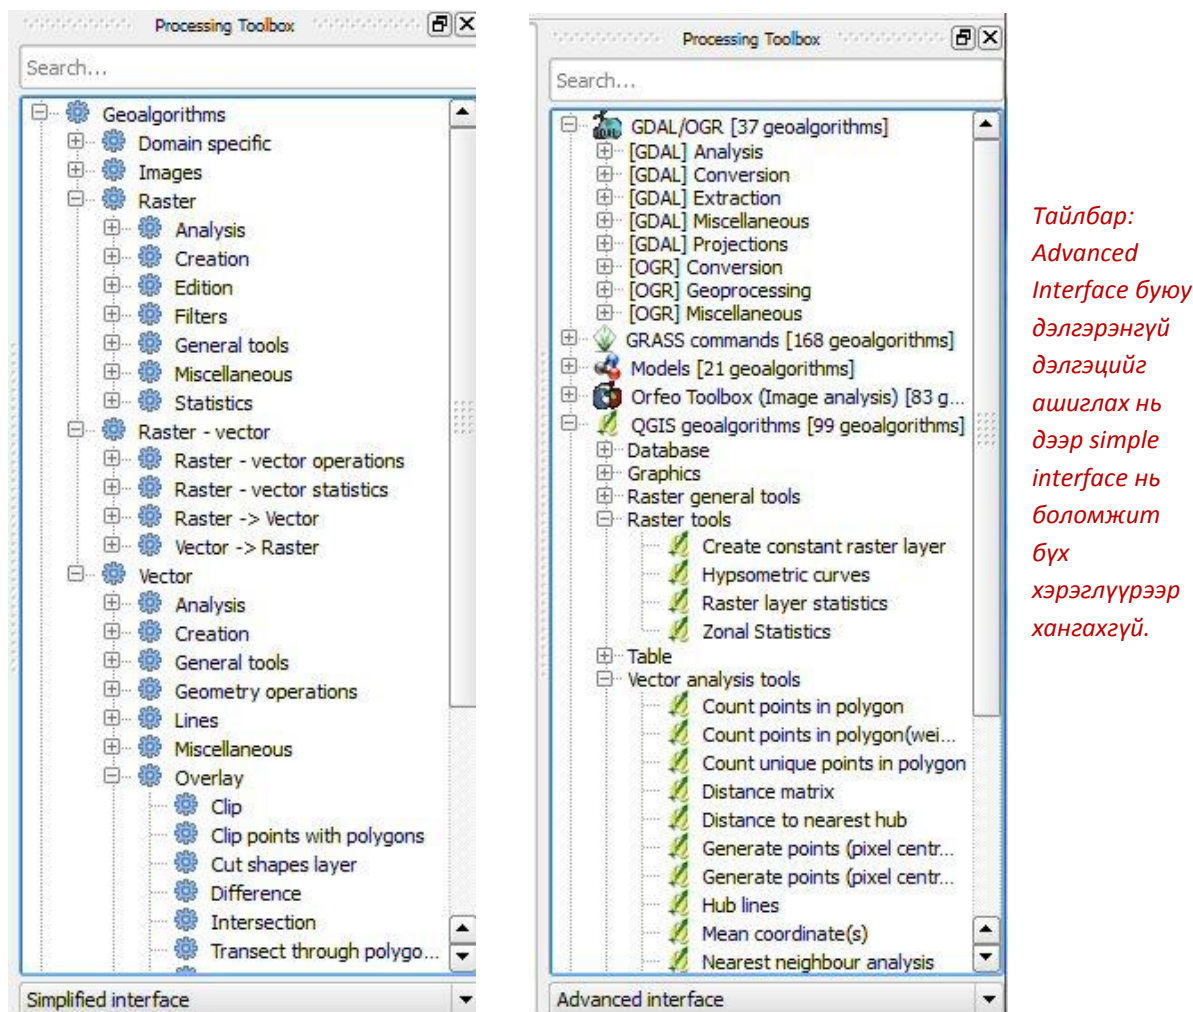 Processing Toolbox
Search...
Geoalgorithms
Domain specific
Images
Raster
Analysis
Creation
Edition
Filters
General tools
Miscellaneous
Statistics
Raster - vector
Raster - vector operations
Raster - vector statistics
Raster -> Vector
Vector -> Raster
Vector
Analysis
Creation
General tools
Geometry operations
Lines
Miscellaneous
Overlay
Clip
Clip points with polygons
Cut shapes layer
Difference
Intersection
Transect through polygo...
Simplified interface
Processing Toolbox
Search...
GDAL/OGR [37 geoalgorithms]
[GDAL] Analysis
[GDAL] Conversion
[GDAL] Extraction
[GDAL] Miscellaneous
[GDAL] Projections
[OGR] Conversion
[OGR] Geoprocessing
[OGR] Miscellaneous
GRASS commands [168 geoalgorithms]
Models [21 geoalgorithms]
Orfeo Toolbox (Image analysis) [83 g...
QGIS geoalgorithms [99 geoalgorithms]
Database
Graphics
Raster general tools
Raster tools
Create constant raster layer
Hypsometric curves
Raster layer statistics
Zonal Statistics
Table
Vector analysis tools
Count points in polygon
Count points in polygon(wei...
Count unique points in polygon
Distance matrix
Distance to nearest hub
Generate points (pixel centr...
Generate points (pixel centr...
Hub lines
Mean coordinate(s)
Nearest neighbour analysis
Advanced interface
Тайлбар:
Advanced
Interface буюу
дэлгэрэнгүй
дэлгэцийг
ашиглах нь
дээр simple
interface нь
боломжит
бүх
хэрэглүүрээр
хангахгүй.